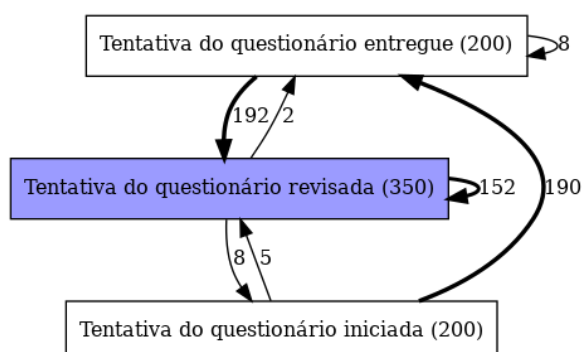 Tentativa do questionário entregue (200)
8
192
2
Tentativa do questionário revisada (350)
152
190
8
5
Tentativa do questionário iniciada (200)